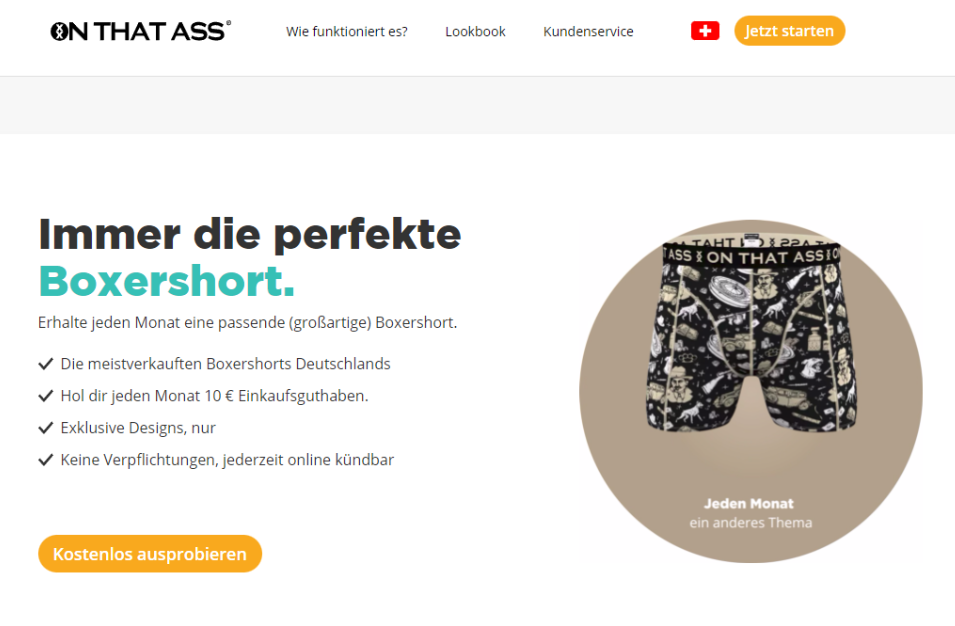 ON THAT ASS©
Wie funktioniert es?
Lookbook
Kundenservice
Jetzt starten
Immer die perfekte
Boxershort.
Erhalte jeden Monat eine passende (großartige) Boxershort.
Die meistverkauften Boxershorts Deutschlands
Hol dir jeden Monat 10 € Einkaufsguthaben.
Exklusive Designs, nur
Keine Verpflichtungen, jederzeit online kündbar
Kostenlos ausprobieren
ASS ON THAT ASS
Jeden Monat
ein anderes Thema